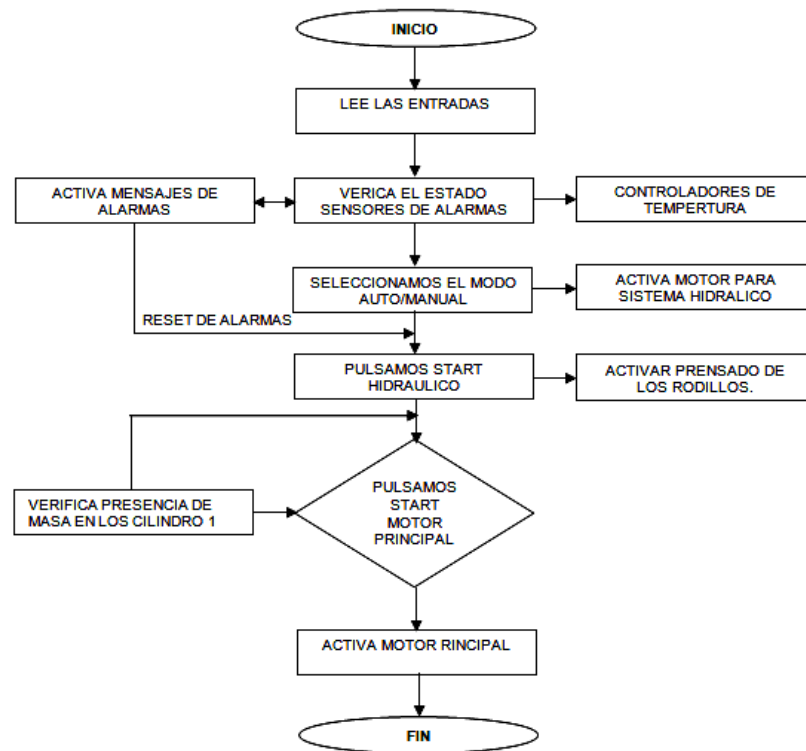 INICIO
LEE LAS ENTRADAS
ACTIVA MENSAJES DE
ALARMAS
VERICA EL ESTADO
SENSORES DE ALARMAS
CONTROLADORES DE
TEMPERTURA
SELECCIONAMOS EL MODO
AUTO/MANUAL
ACTIVA MOTOR PARA
SISTEMA HIDRALICO
RESET DE ALARMAS
PULSAMOS START
HIDRAULICO
ACTIVAR PRENSADO DE
LOS RODILLOS.
VERIFICA PRESENCIA DE
MASA EN LOS CILINDRO 1
PULSAMOS
START
MOTOR
PRINCIPAL
ACTIVA MOTOR RINCIPAL
FIN